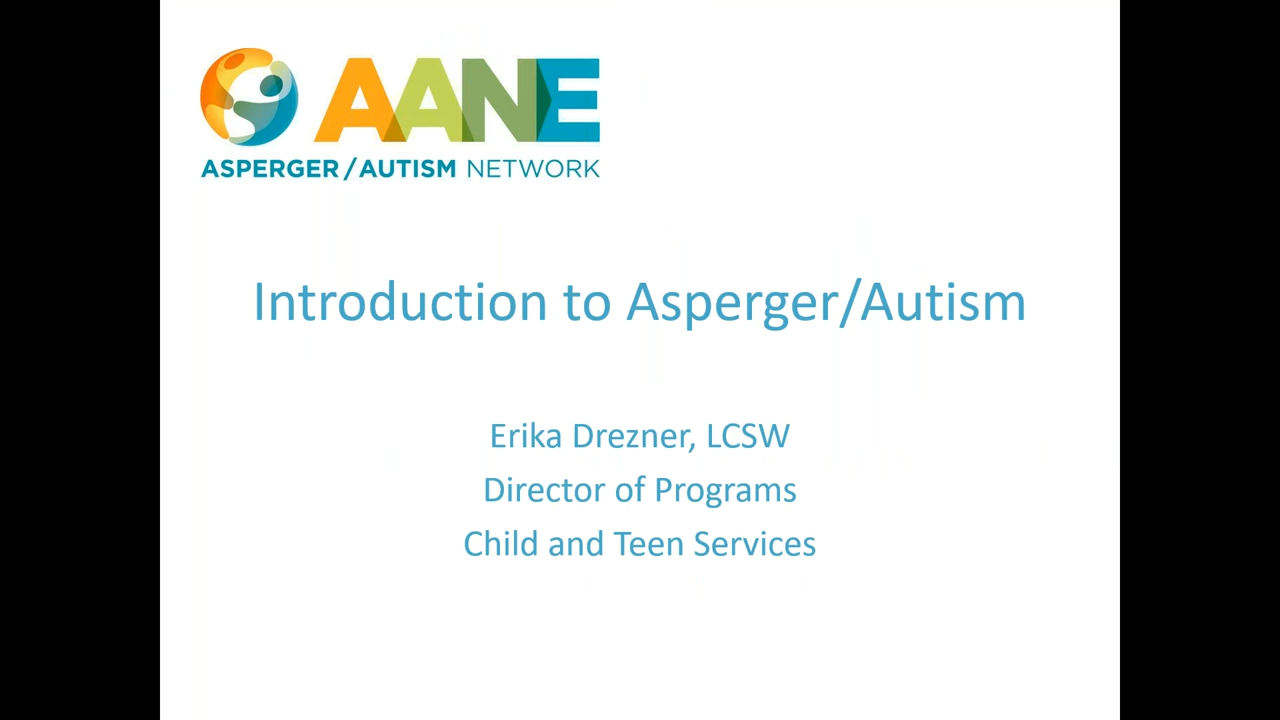 AANE
ASPERGER/AUTISM NETWORK
Introduction to Asperger/Autism
Erika Drezner, LCSW
Director of Programs
Child and Teen Services